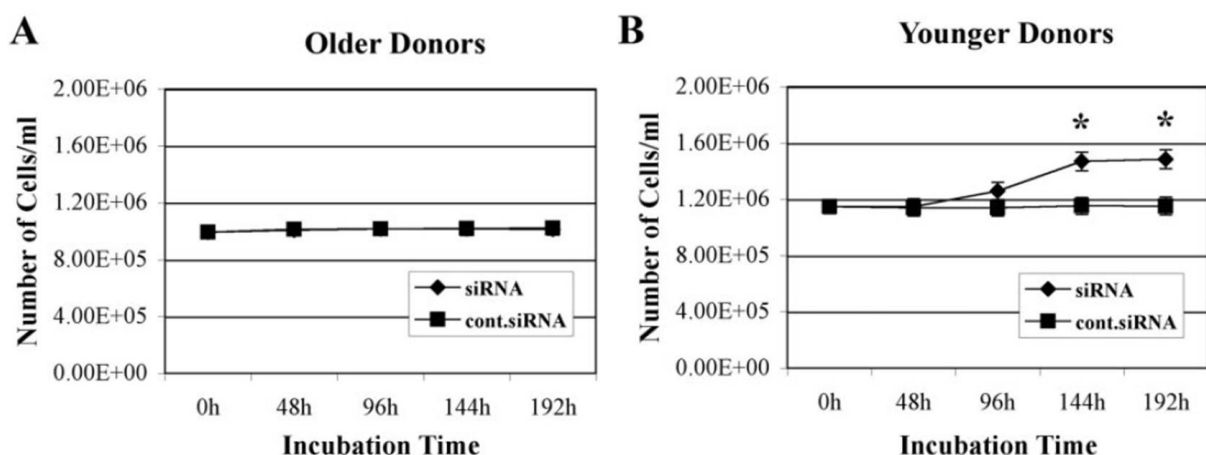 A
Older Donors
Number of Cells/ml
2.00E+06
1.60E+06
1.20E+06
8.00E+05
4.00E+05
0.00E+00
siRNA
cont.siRNA
0h 48h 96h 144h 192h
Incubation Time
B
Younger Donors
Number of Cells/ml
2.00E+06
1.60E+06
1.20E+06
8.00E+05
4.00E+05
0.00E+00
* *
siRNA
cont.siRNA
0h 48h 96h 144h 192h
Incubation Time